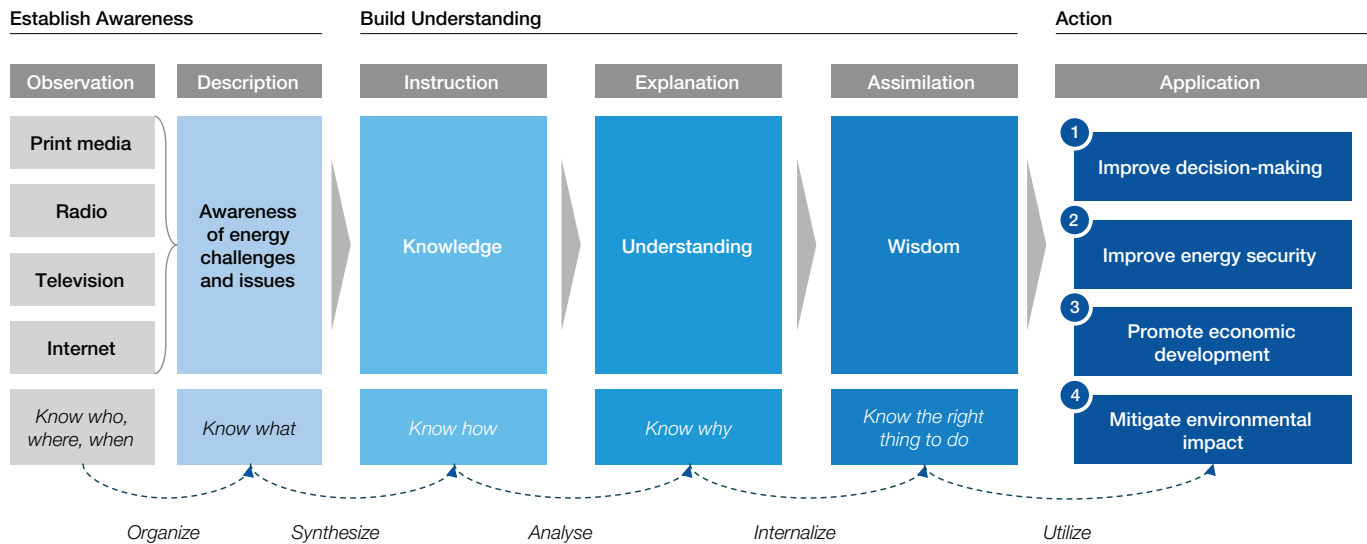 Establish Awareness
Build Understanding
Action
Observation
Description
Instruction
Explanation
Assimilation
Application
Print media
Radio
Television
Internet
Awareness
of energy
challenges
and issues
Knowledge
Understanding
Wisdom
1
Improve decision-making
2
Improve energy security
3
Promote economic
development
4
Mitigate environmental
impact
Know who,
where, when
Know what
Know how
Know why
Know the right
thing to do
Organize
Synthesize
Analyse
Internalize
Utilize